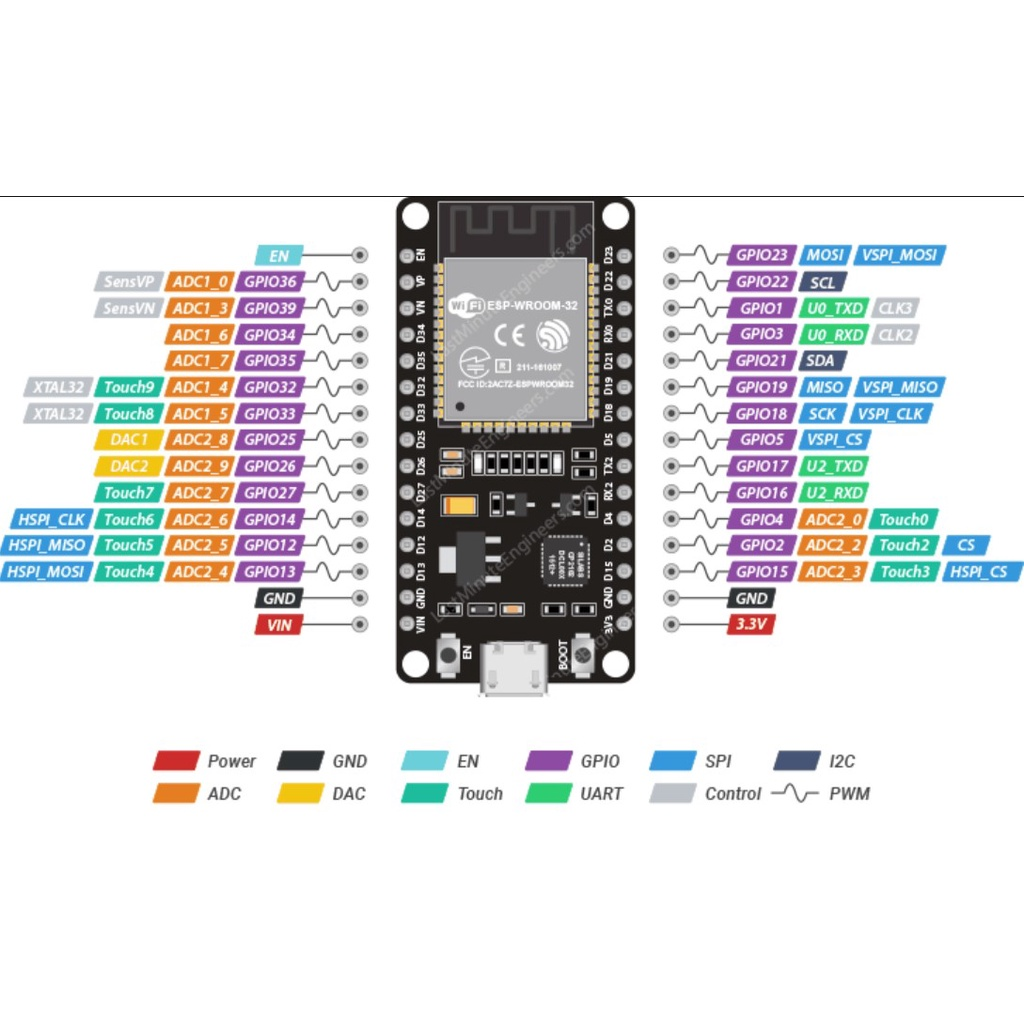 EN EN D23 GPIO23 MOSI VSPI_MOSI
SensVP ADC1_0 GPIO36 VP D22 GPIO22 SCL
SensVN ADC1_3 GPIO39 VN WiFi ESP-WROOM-32 TX0 GPIO1 U0_TXD CLK3
ADC1_6 GPIO34 D34 CE RX0 GPIO3 U0_RXD CLK2
ADC1_7 GPIO35 D35 R 211-161007 D21 GPIO21 SDA
FCC ID:2AC7Z-ESPWROOM32
XTAL32 Touch9 ADC1_4 GPIO32 D32 D19 GPIO19 MISO VSPI_MISO
XTAL32 Touch8 ADC1_5 GPIO33 D33 D18 GPIO18 SCK VSPI_CLK
DAC1 ADC2_8 GPIO25 D25 D5 GPIO5 VSPI_CS
DAC2 ADC2_9 GPIO26 D26 TX2 GPIO17 U2_TXD
Touch7 ADC2_7 GPIO27 D27 RX2 GPIO16 U2_RXD
HSPI_CLK Touch6 ADC2_6 GPIO14 D14 D4 GPIO4 ADC2_0 Touch0
HSPI_MISO Touch5 ADC2_5 GPIO12 D12 D2 GPIO2 ADC2_2 Touch2 CS
HSPI_MOSI Touch4 ADC2_4 GPIO13 D13 D15 GPIO15 ADC2_3 Touch3 HSPI_CS
GND GND GND GND
VIN VIN 3V3 3.3V
EN BOOT
LastMinuteEngineers.com
LastMinuteEngineers.com
LastMinuteEngineers.com
Power GND EN GPIO SPI I2C
ADC DAC Touch UART Control PWM